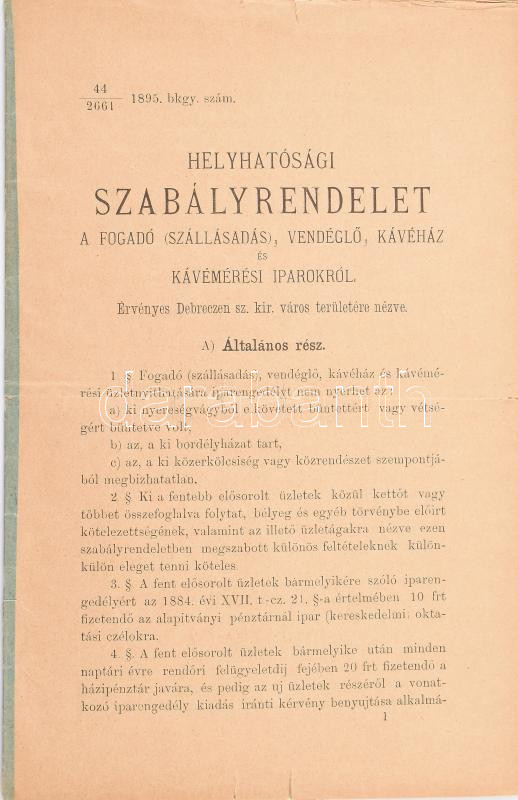 44
2661 1895. bkgy. szám.
HELYHATÓSÁGI
SZABÁLYRENDELET
A FOGADÓ (SZÁLLÁSADÁS), VENDÉGLŐ, KÁVÉHÁZ
ÉS
KÁVÉMÉRÉSI IPAROKRÓL.
Érvényes Debreczen sz. kir. város területére nézve.
A) Általános rész.
1 § Fogadó (szállásadás), vendéglő, kávéház és kávémé-
rési üzletnyithatására iparengedélyt nem nyerhet az:
a) ki nyereségvágyból elkövetett büntettért vagy vétsé-
gért büntetve volt,
b) az, a ki bordélyházat tart,
c) az, a ki közerkölcsiség vagy közrendészet szempontjá-
ból megbizhatatlan.
2. § Ki a fentebb elősorolt üzletek közül kettőt vagy
többet összefoglalva folytat, bélyeg és egyéb törvénybe előirt
kötelezettségének, valamint az illető üzletágakra nézve ezen
szabályrendeletben megszabott különös feltételeknek külön-
külön eleget tenni köteles.
3. § A fent elősorolt üzletek bármelyikére szóló iparen-
gedélyért az 1884. évi XVII. t.-cz. 21. §-a értelmében 10 frt
fizetendő az alapitványi pénztárnál ipar (kereskedelmi) okta-
tási czélokra.
4. §. A fent elősorolt üzletek bármelyike után minden
naptári évre rendőri felügyeletdij fejében 20 frt fizetendő a
házipénztár javára, és pedig az uj üzletek részéről a vonat-
kozó iparengedély kiadás iránti kérvény benyujtása alkalmá-
1
darabanth